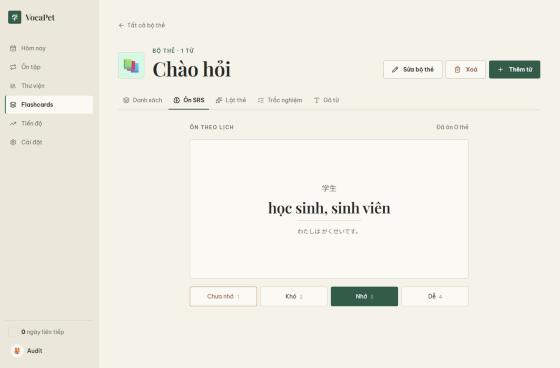 字 VocaPet
Hôm nay
Ôn tập
Thư viện
Flashcards
Tiến độ
Cài đặt
0 ngày liên tiếp
Audit
← Tất cả bộ thẻ
BỘ THẺ · 1 TỪ
Chào hỏi
Sửa bộ thẻ
Xoá
+ Thêm từ
Danh sách
Ôn SRS
Lật thẻ
Trắc nghiệm
Gõ từ
ÔN THEO LỊCH
Đã ôn 0 thẻ
学生
học sinh, sinh viên
わたしは がくせいです。
Chưa nhớ 1
Khó 2
Nhớ 3
Dễ 4